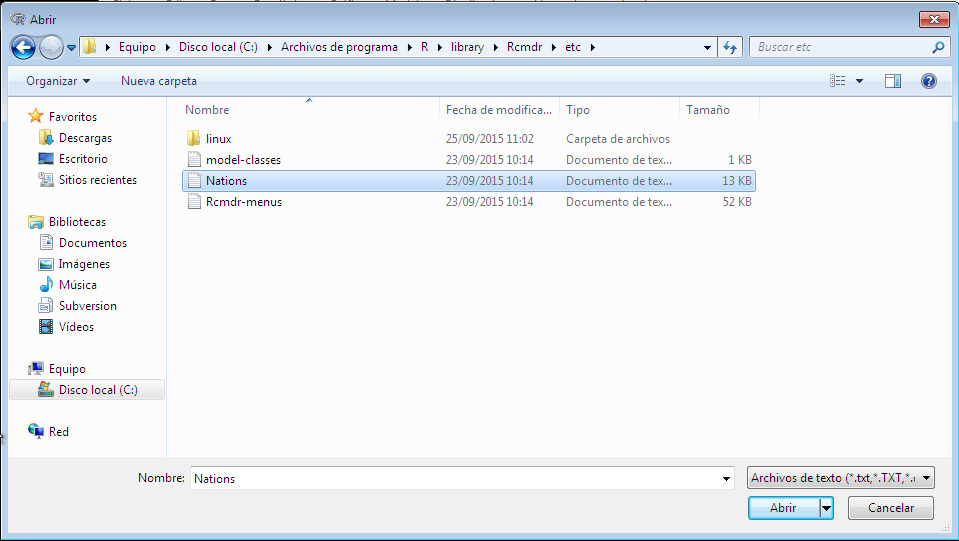 Abrir
Equipo Disco local (C:) Archivos de programa R library Rcmdr etc
Buscar etc
Organizar Nueva carpeta
Favoritos
Descargas
Escritorio
Sitios recientes
Bibliotecas
Documentos
Imágenes
Música
Subversion
Vídeos
Equipo
Disco local (C:)
Red
Nombre Fecha de modifica... Tipo Tamaño
linux 25/09/2015 11:02 Carpeta de archivos
model-classes 23/09/2015 10:14 Documento de tex... 1 KB
Nations 23/09/2015 10:14 Documento de tex... 13 KB
Rcmdr-menus 23/09/2015 10:14 Documento de tex... 52 KB
Nombre: Nations
Archivos de texto (*.txt,*.TXT,*.
Abrir Cancelar